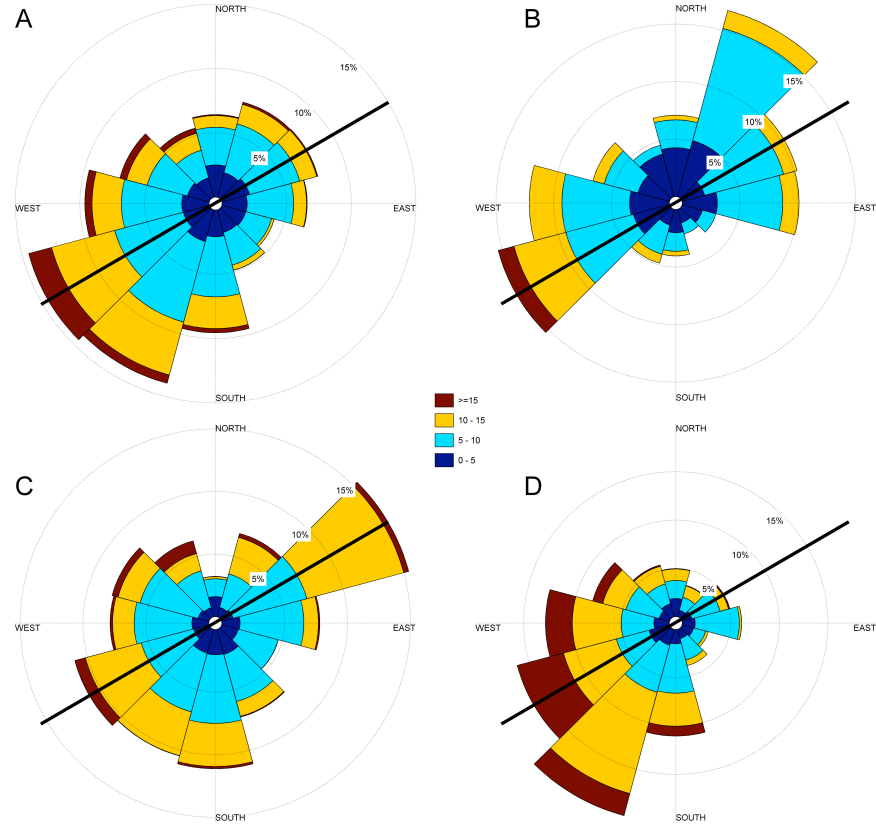 A
NORTH
15%
10%
5%
WEST
EAST
SOUTH
B
NORTH
15%
10%
5%
WEST
EAST
SOUTH
>=15
10 - 15
5 - 10
0 - 5
C
NORTH
15%
10%
5%
WEST
EAST
SOUTH
D
NORTH
15%
10%
5%
WEST
EAST
SOUTH